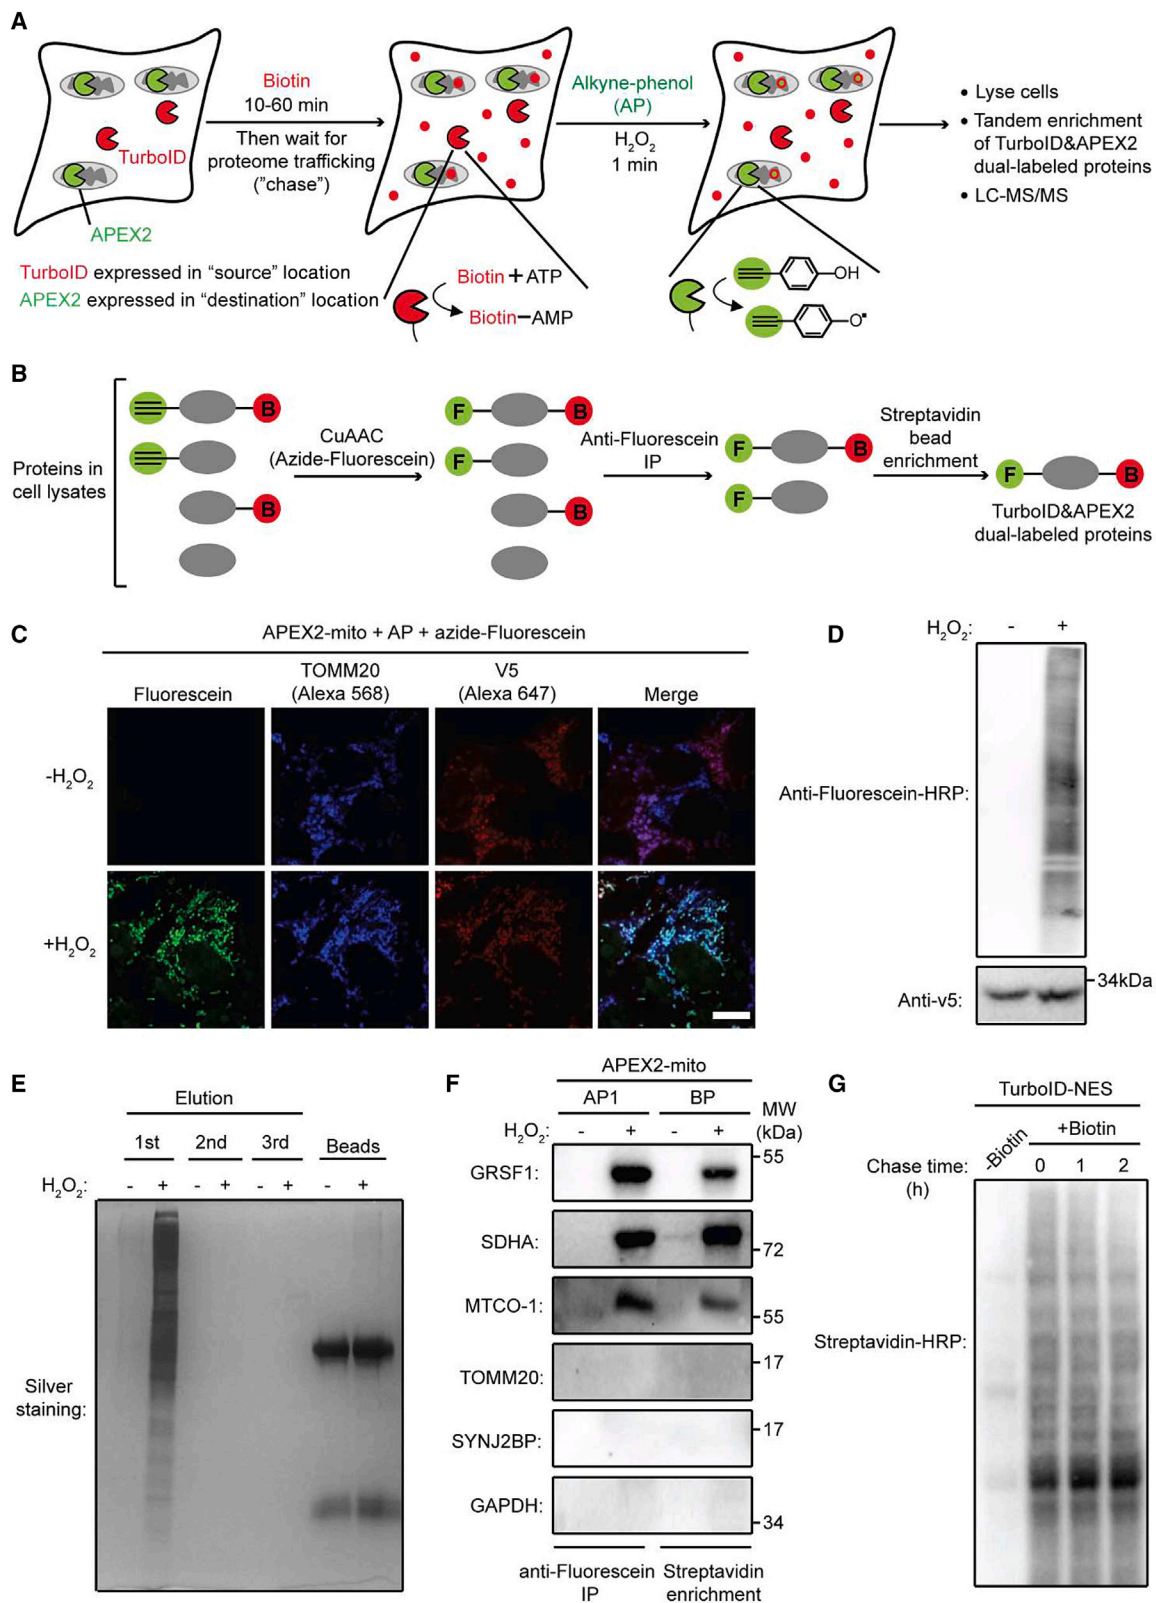 A
Biotin
10-60 min
Then wait for
proteome trafficking
("chase")
TurboID
APEX2
TurboID expressed in "source" location
APEX2 expressed in "destination" location
Biotin + ATP
Biotin–AMP
Alkyne-phenol
(AP)
H₂O₂
1 min
OH
O▪
• Lyse cells
• Tandem enrichment
of TurboID&APEX2
dual-labeled proteins
• LC-MS/MS
B
Proteins in
cell lysates
B
B
CuAAC
(Azide-Fluorescein)
F B
F
B
Anti-Fluorescein
IP
F B
F
Streptavidin
bead
enrichment
F B
TurboID&APEX2
dual-labeled proteins
C
APEX2-mito + AP + azide-Fluorescein
Fluorescein
TOMM20
(Alexa 568)
V5
(Alexa 647)
Merge
-H₂O₂
+H₂O₂
D
H₂O₂: - +
Anti-Fluorescein-HRP:
Anti-v5:
34kDa
E
Elution
1st 2nd 3rd Beads
H₂O₂: - + - + - + - +
Silver
staining:
F
APEX2-mito
AP1 BP
MW
(kDa)
H₂O₂: - + - +
GRSF1:
55
SDHA:
72
MTCO-1:
55
TOMM20:
17
SYNJ2BP:
17
GAPDH:
34
anti-Fluorescein
IP
Streptavidin
enrichment
G
TurboID-NES
-Biotin
+Biotin
Chase time:
(h)
0 1 2
Streptavidin-HRP: